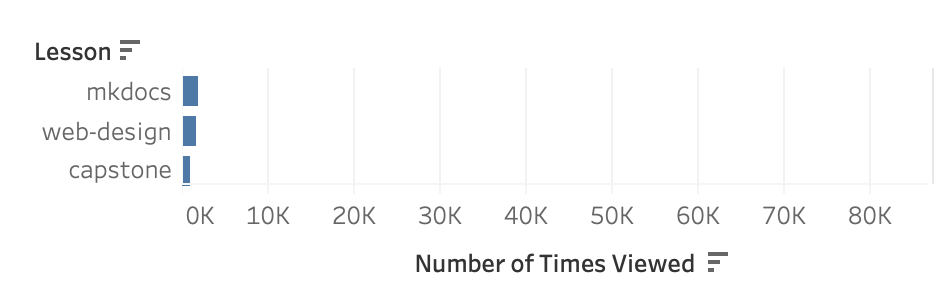 Lesson
mkdocs
web-design
capstone
0K 10K 20K 30K 40K 50K 60K 70K 80K
Number of Times Viewed